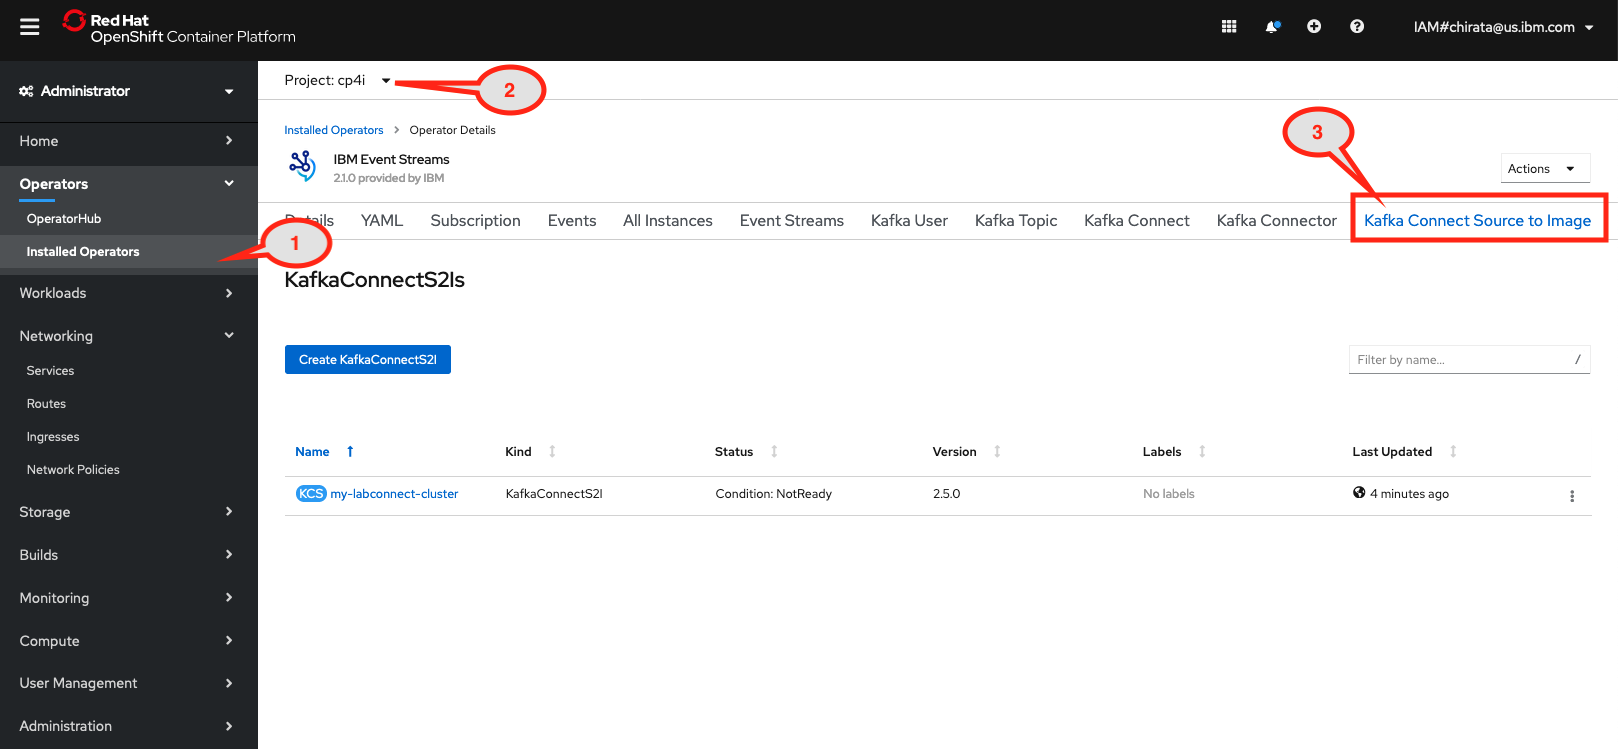 Red Hat
OpenShift Container Platform
IAM#chirata@us.ibm.com
Administrator
Home
Operators
OperatorHub
Installed Operators
Workloads
Networking
Services
Routes
Ingresses
Network Policies
Storage
Builds
Monitoring
Compute
User Management
Administration
Project: cp4i
2
Installed Operators > Operator Details
3
IBM Event Streams
2.1.0 provided by IBM
Actions
Details YAML Subscription Events All Instances Event Streams Kafka User Kafka Topic Kafka Connect Kafka Connector Kafka Connect Source to Image
1
KafkaConnectS2Is
Create KafkaConnectS2I
Filter by name... /
Name Kind Status Version Labels Last Updated
KCS my-labconnect-cluster KafkaConnectS2I Condition: NotReady 2.5.0 No labels 4 minutes ago